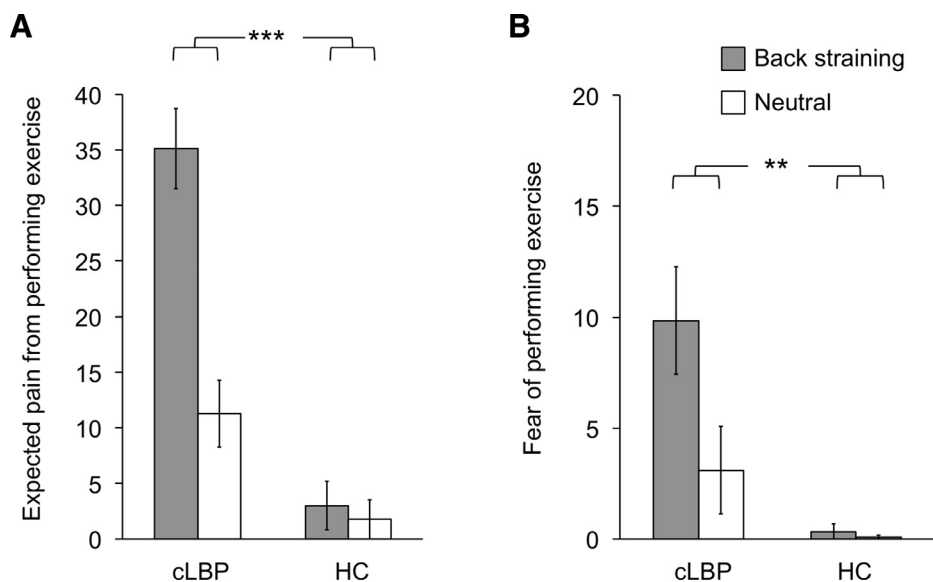 A
***
Expected pain from performing exercise
40
35
30
25
20
15
10
5
0
cLBP
HC
B
Back straining
Neutral
**
Fear of performing exercise
20
15
10
5
0
cLBP
HC